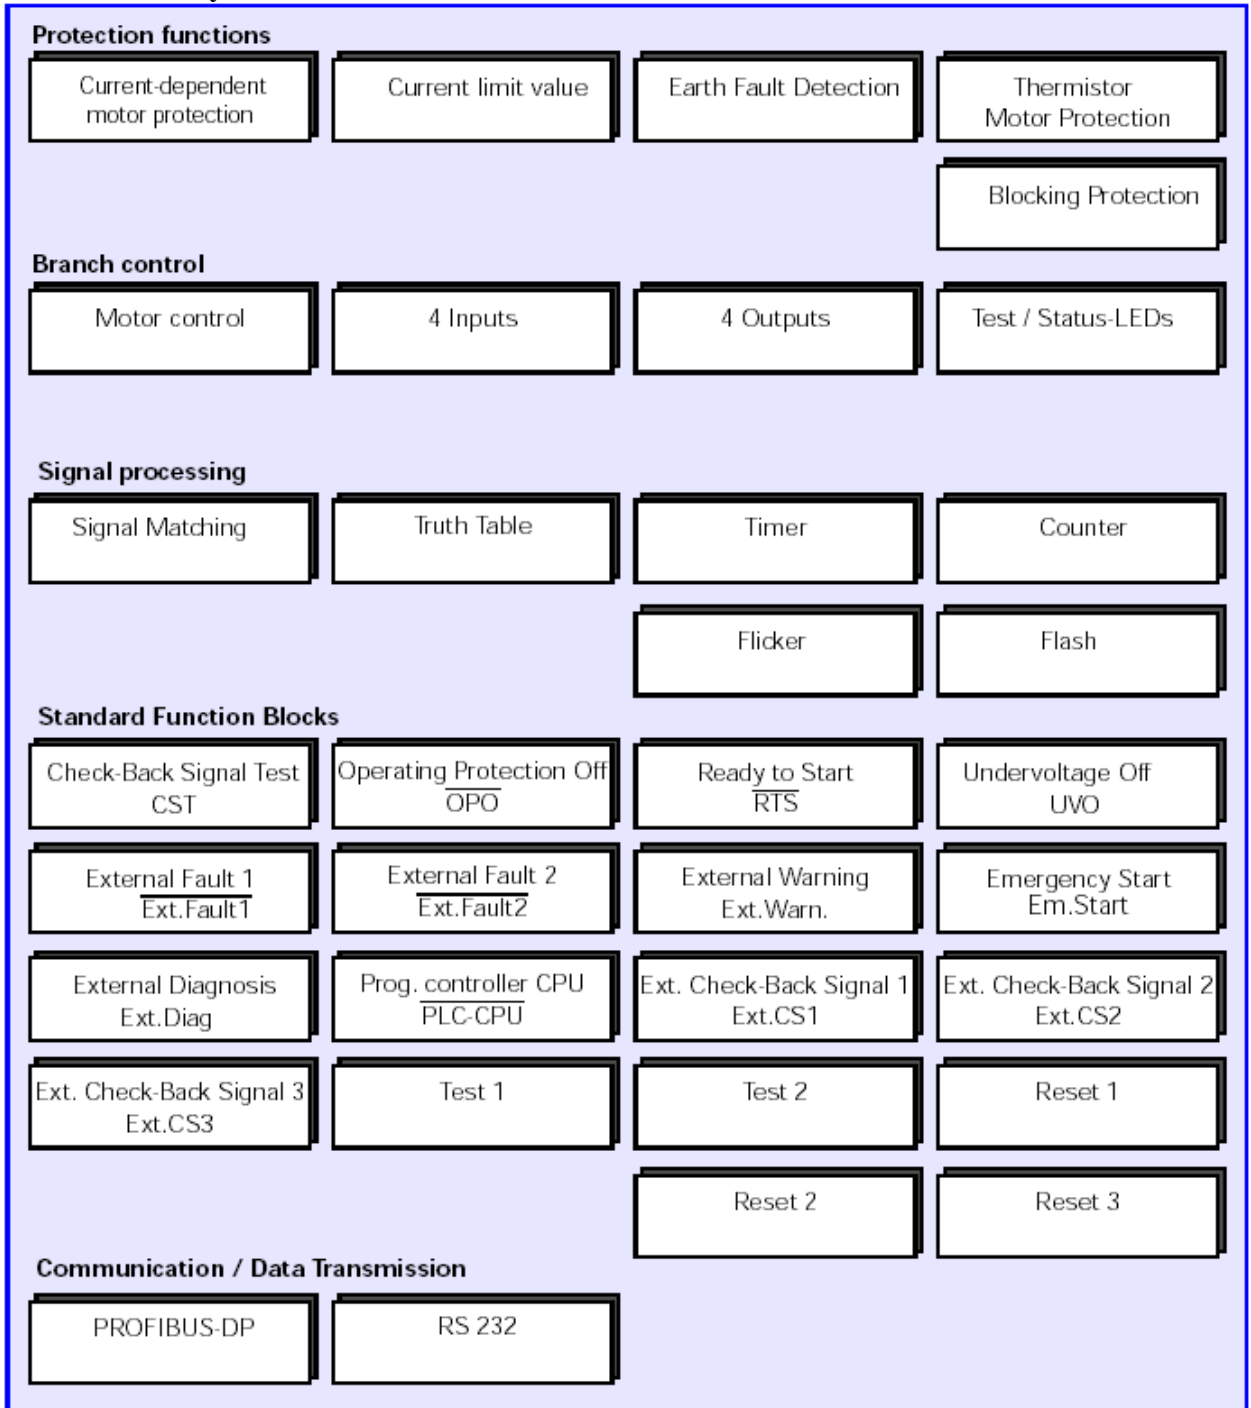 Protection functions
Current-dependent
motor protection
Current limit value
Earth Fault Detection
Thermistor
Motor Protection
Blocking Protection
Branch control
Motor control
4 Inputs
4 Outputs
Test / Status-LEDs
Signal processing
Signal Matching
Truth Table
Timer
Counter
Flicker
Flash
Standard Function Blocks
Check-Back Signal Test
CST
Operating Protection Off
OPO
Ready to Start
RTS
Undervoltage Off
UVO
External Fault 1
Ext.Fault1
External Fault 2
Ext.Fault2
External Warning
Ext.Warn.
Emergency Start
Em.Start
External Diagnosis
Ext.Diag
Prog. controller CPU
PLC-CPU
Ext. Check-Back Signal 1
Ext.CS1
Ext. Check-Back Signal 2
Ext.CS2
Ext. Check-Back Signal 3
Ext.CS3
Test 1
Test 2
Reset 1
Reset 2
Reset 3
Communication / Data Transmission
PROFIBUS-DP
RS 232